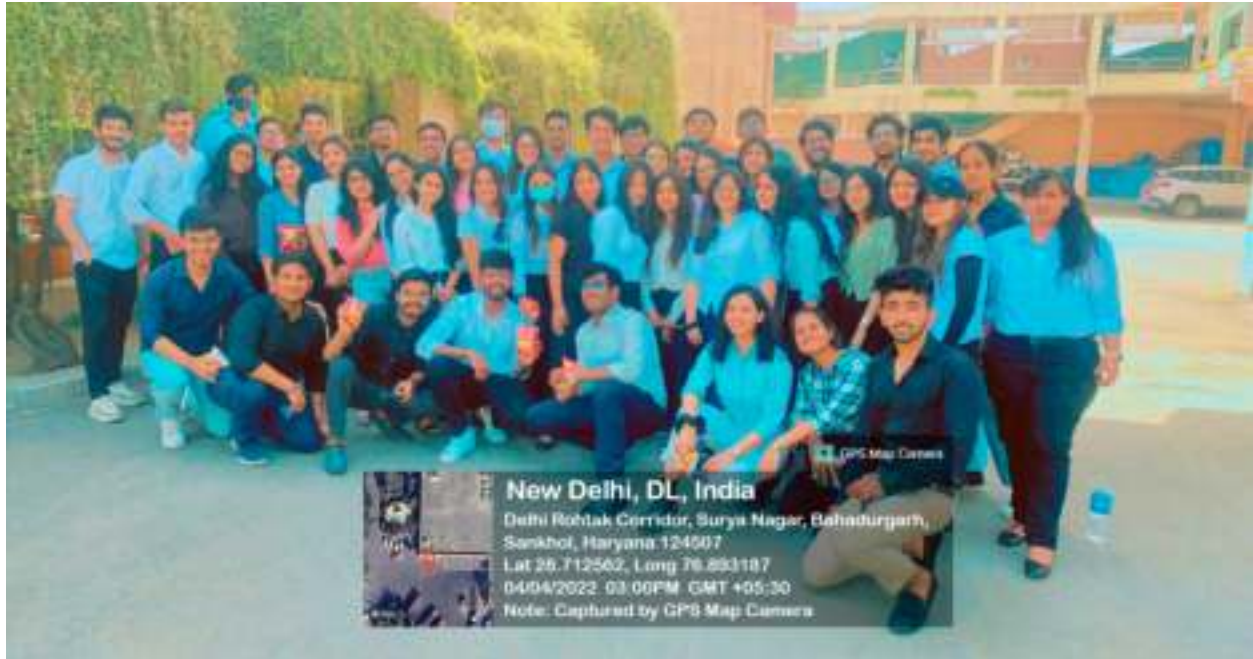 GPS Map Camera
New Delhi, DL, India
Delhi Rohtak Corridor, Surya Nagar, Bahadurgarh,
Sankhol, Haryana 124507
Lat 28.712562, Long 76.893187
04/04/2022 03:00PM GMT +05:30
Note: Captured by GPS Map Camera